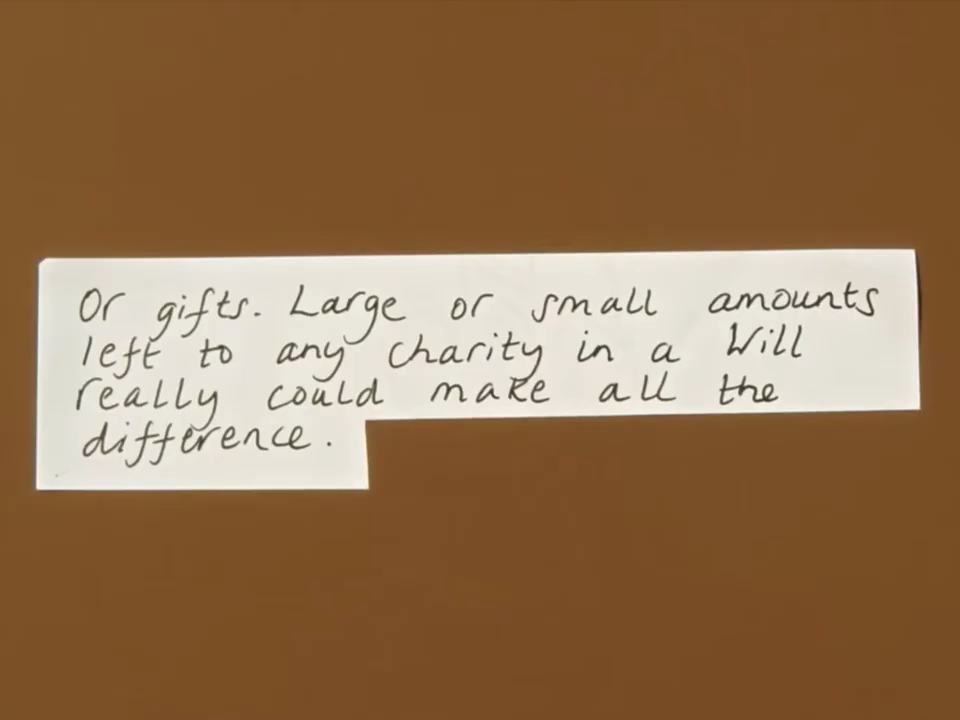 Or gifts. Large or small amounts
left to any charity in a Will
really could make all the
difference.